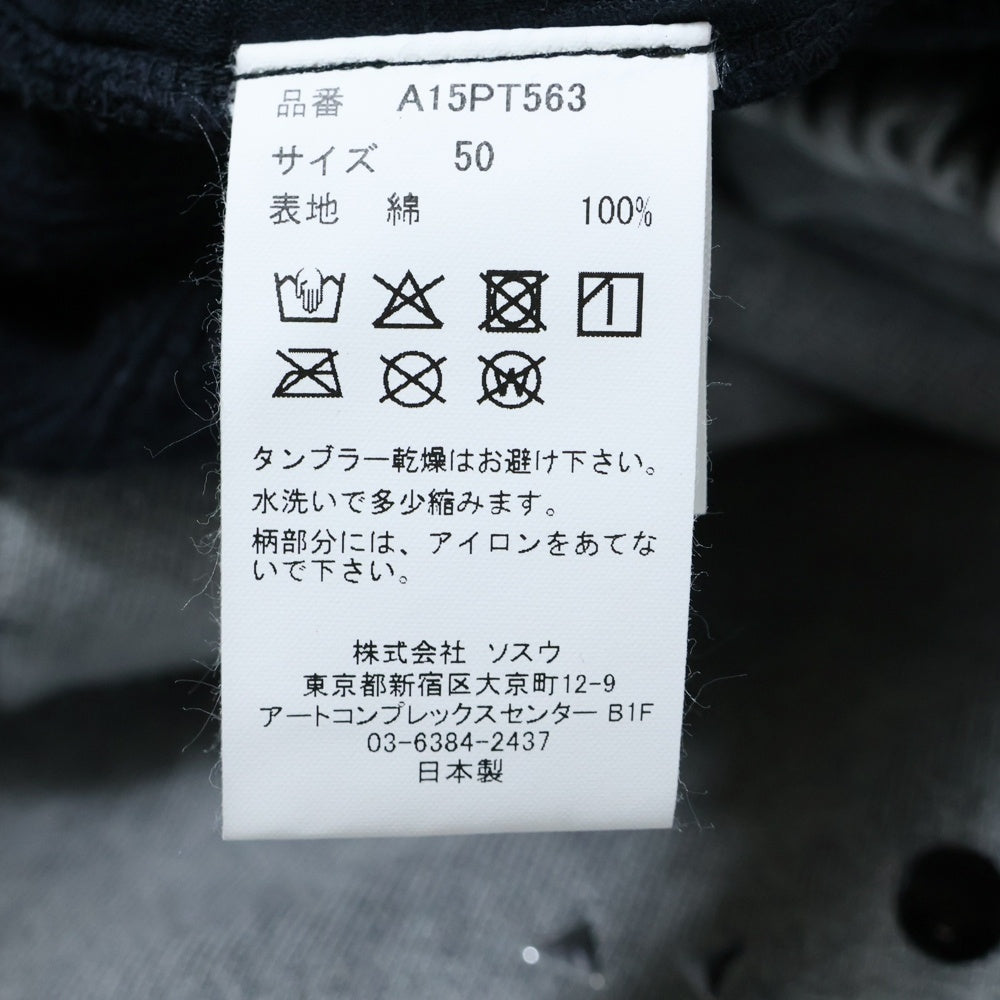 品番 A15PT563
サイズ 50
表地 綿 100%
W
タンブラー乾燥はお避け下さい。
水洗いで多少縮みます。
柄部分には、アイロンをあてな
いで下さい。
株式会社 ソスウ
東京都新宿区大京町12-9
アートコンプレックスセンター B1F
03-6384-2437
日本製